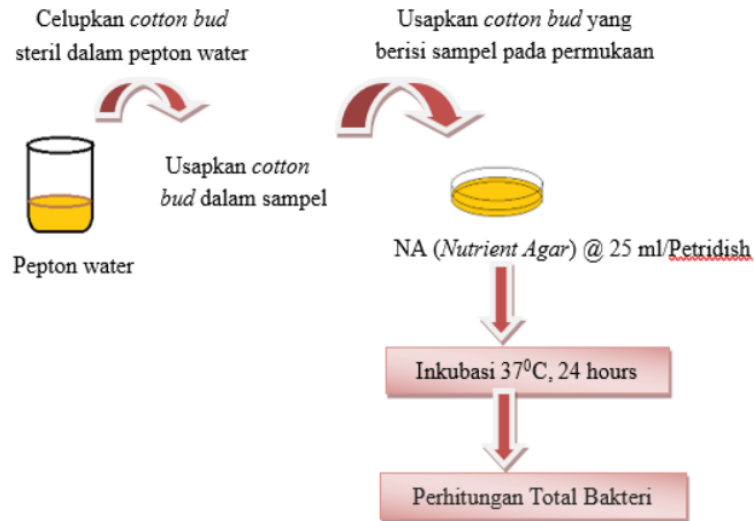 Celupkan cotton bud
steril dalam pepton water
Usapkan cotton bud yang
berisi sampel pada permukaan
Usapkan cotton
bud dalam sampel
Pepton water
NA (Nutrient Agar) @ 25 ml/Petridish
Inkubasi 37⁰C, 24 hours
Perhitungan Total Bakteri